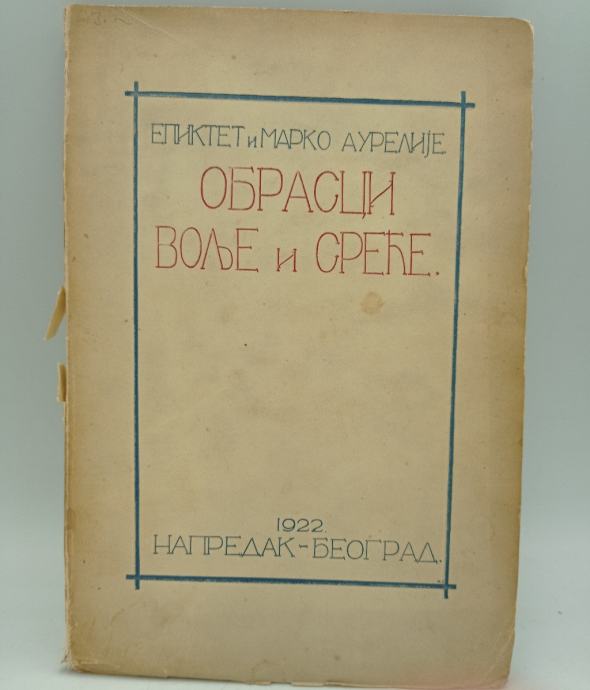 ЕПИКТЕТ и МАРКО АУРЕЛИЈЕ
ОБРАСЦИ
ВОЉЕ и СРЕЋЕ.
1922.
НАПРЕДАК-БЕОГРАД.